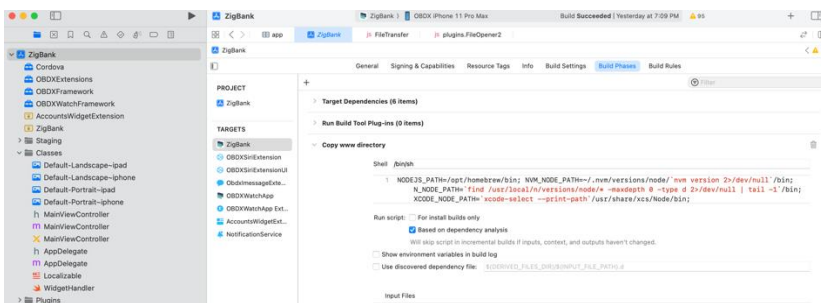 ZigBank
ZigBank
OBDX iPhone 11 Pro Max
Build Succeeded | Yesterday at 7:09 PM
95
app
ZigBank
FileTransfer
plugins.FileOpener2
ZigBank
Cordova
OBDXExtensions
OBDXFramework
OBDXWatchFramework
AccountsWidgetExtension
ZigBank
Staging
Classes
Default-Landscape~ipad
Default-Landscape~iphone
Default-Portrait~ipad
Default-Portrait~iphone
MainViewController
MainViewController
MainViewController
AppDelegate
AppDelegate
Localizable
WidgetHandler
Plugins
ZigBank
General Signing & Capabilities Resource Tags Info Build Settings Build Phases Build Rules
Filter
PROJECT
ZigBank
TARGETS
ZigBank
OBDXSiriExtension
OBDXSiriExtensionUI
ObdxImessageExte...
OBDXWatchApp
OBDXWatchApp Ext...
AccountsWidgetExt...
NotificationService
Target Dependencies (6 items)
Run Build Tool Plug-ins (0 items)
Copy www directory
Shell /bin/sh
1 NODEJS_PATH=/opt/homebrew/bin; NVM_NODE_PATH=~/.nvm/versions/node/`nvm version 2>/dev/null`/bin;
N_NODE_PATH=`find /usr/local/n/versions/node/* -maxdepth 0 -type d 2>/dev/null | tail -1`/bin;
XCODE_NODE_PATH=`xcode-select --print-path`/usr/share/xcs/Node/bin;
Run script: For install builds only
Based on dependency analysis
Will skip script in incremental builds if inputs, context, and outputs haven't changed.
Show environment variables in build log
Use discovered dependency file: $(DERIVED_FILES_DIR)/$(INPUT_FILE_PATH).d
Input Files